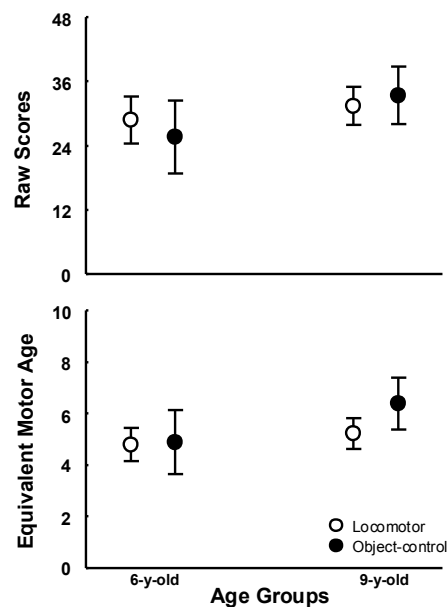 48
36
24
12
0
Raw Scores
10
8
6
4
2
0
Equivalent Motor Age
Locomotor
Object-control
6-y-old
9-y-old
Age Groups